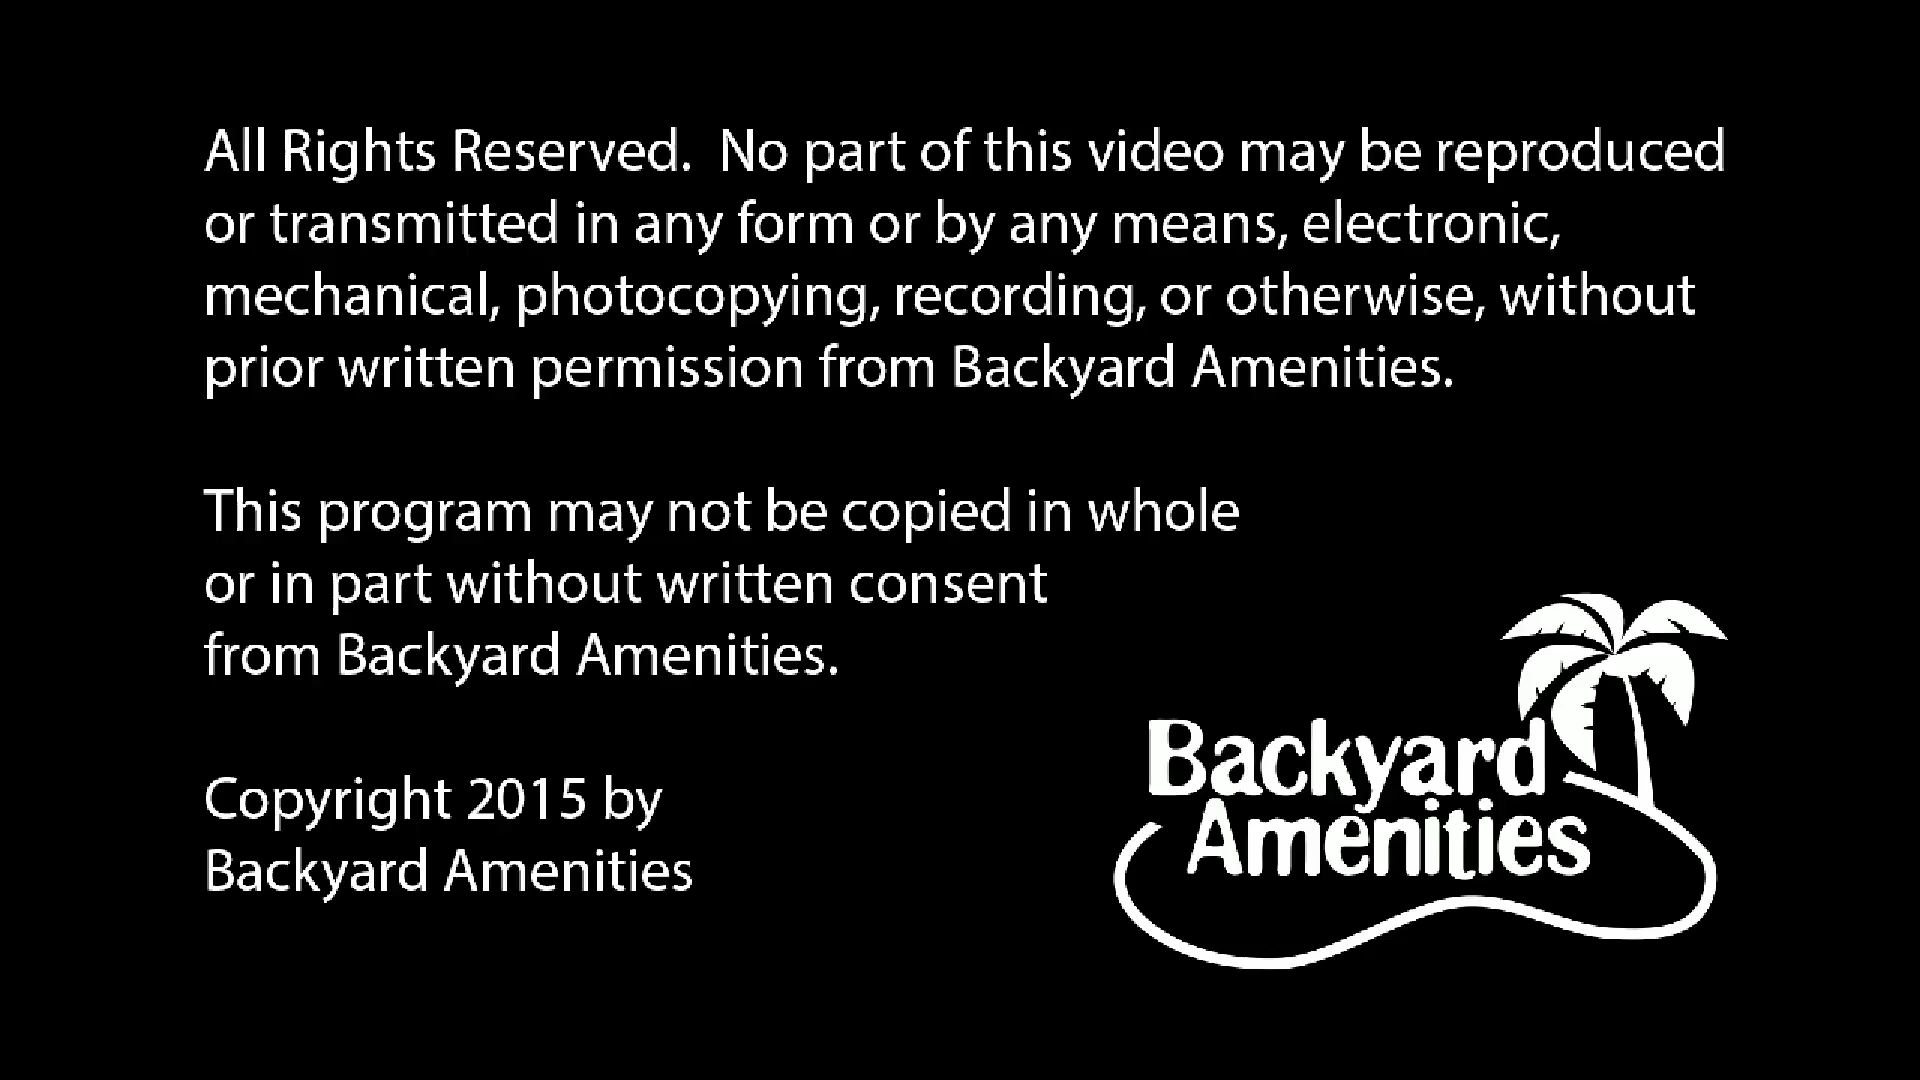 All Rights Reserved.  No part of this video may be reproduced
or transmitted in any form or by any means, electronic,
mechanical, photocopying, recording, or otherwise, without
prior written permission from Backyard Amenities.
This program may not be copied in whole
or in part without written consent
from Backyard Amenities.
Copyright 2015 by
Backyard Amenities
Backyard
Amenities